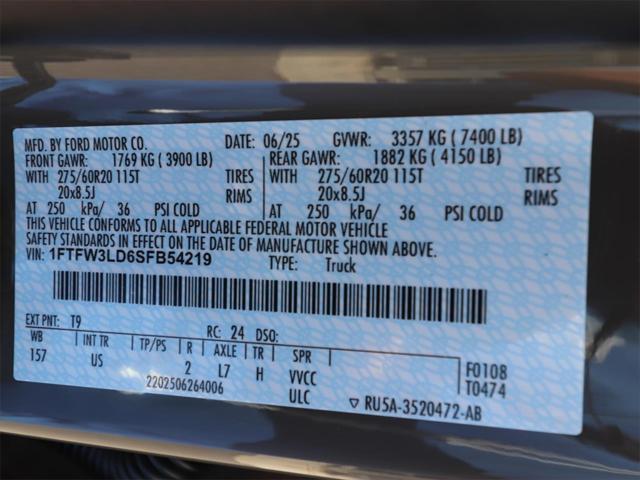 MFD. BY FORD MOTOR CO. DATE: 06/25 GVWR: 3357 KG ( 7400 LB)
FRONT GAWR: 1769 KG ( 3900 LB) REAR GAWR: 1882 KG ( 4150 LB)
WITH 275/60R20 115T TIRES WITH 275/60R20 115T TIRES
20x8.5J RIMS 20x8.5J RIMS
AT 250 kPa/ 36 PSI COLD AT 250 kPa/ 36 PSI COLD
THIS VEHICLE CONFORMS TO ALL APPLICABLE FEDERAL MOTOR VEHICLE
SAFETY STANDARDS IN EFFECT ON THE DATE OF MANUFACTURE SHOWN ABOVE.
VIN: 1FTFW3LD6SFB54219 TYPE: Truck
EXT PNT: T9 RC: 24 DSO:
WB INT TR TP/PS R AXLE TR SPR
157 US 2 L7 H VVCC F0108
2202506264006 ULC T0474
▽ RU5A-3520472-AB